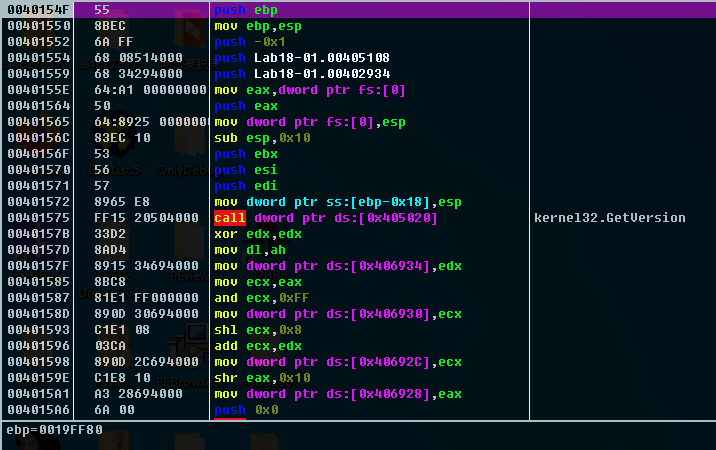 0040154F 55 push ebp
00401550 8BEC mov ebp,esp
00401552 6A FF push -0x1
00401554 68 08514000 push Lab18-01.00405108
00401559 68 34294000 push Lab18-01.00402934
0040155E 64:A1 00000000 mov eax,dword ptr fs:[0]
00401564 50 push eax
00401565 64:8925 0000000 mov dword ptr fs:[0],esp
0040156C 83EC 10 sub esp,0x10
0040156F 53 push ebx
00401570 56 push esi
00401571 57 push edi
00401572 8965 E8 mov dword ptr ss:[ebp-0x18],esp
00401575 FF15 20504000 call dword ptr ds:[0x405020] kernel32.GetVersion
0040157B 33D2 xor edx,edx
0040157D 8AD4 mov dl,ah
0040157F 8915 34694000 mov dword ptr ds:[0x406934],edx
00401585 8BC8 mov ecx,eax
00401587 81E1 FF000000 and ecx,0xFF
0040158D 890D 30694000 mov dword ptr ds:[0x406930],ecx
00401593 C1E1 08 shl ecx,0x8
00401596 03CA add ecx,edx
00401598 890D 2C694000 mov dword ptr ds:[0x40692C],ecx
0040159E C1E8 10 shr eax,0x10
004015A1 A3 28694000 mov dword ptr ds:[0x406928],eax
004015A6 6A 00 push 0x0
ebp=0019FF80